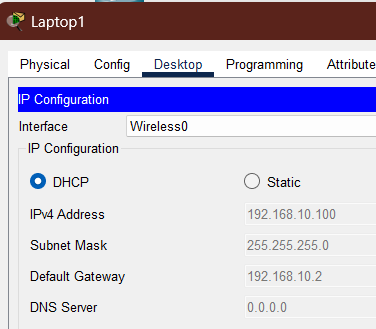 Laptop1
Physical Config Desktop Programming Attribute
IP Configuration
Interface Wireless0
IP Configuration
DHCP Static
IPv4 Address 192.168.10.100
Subnet Mask 255.255.255.0
Default Gateway 192.168.10.2
DNS Server 0.0.0.0